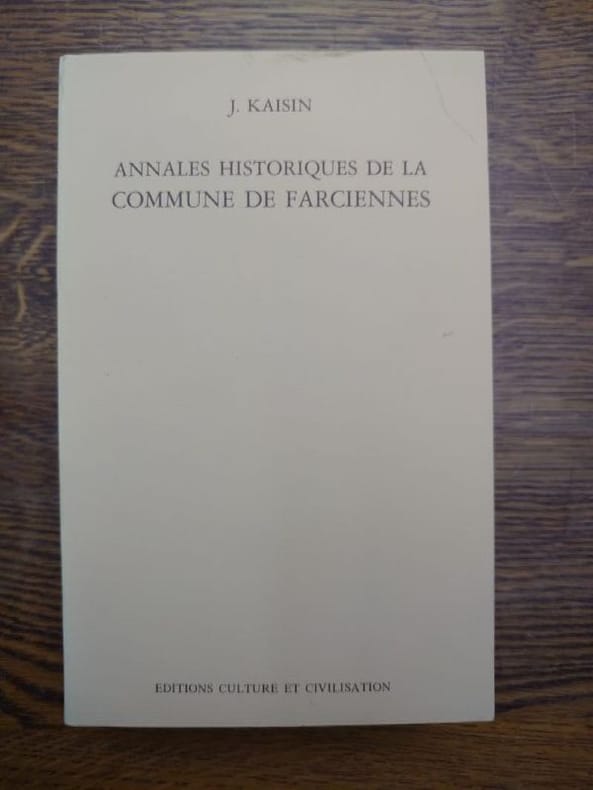 J. KAISIN
ANNALES HISTORIQUES DE LA
COMMUNE DE FARCIENNES
EDITIONS CULTURE ET CIVILISATION